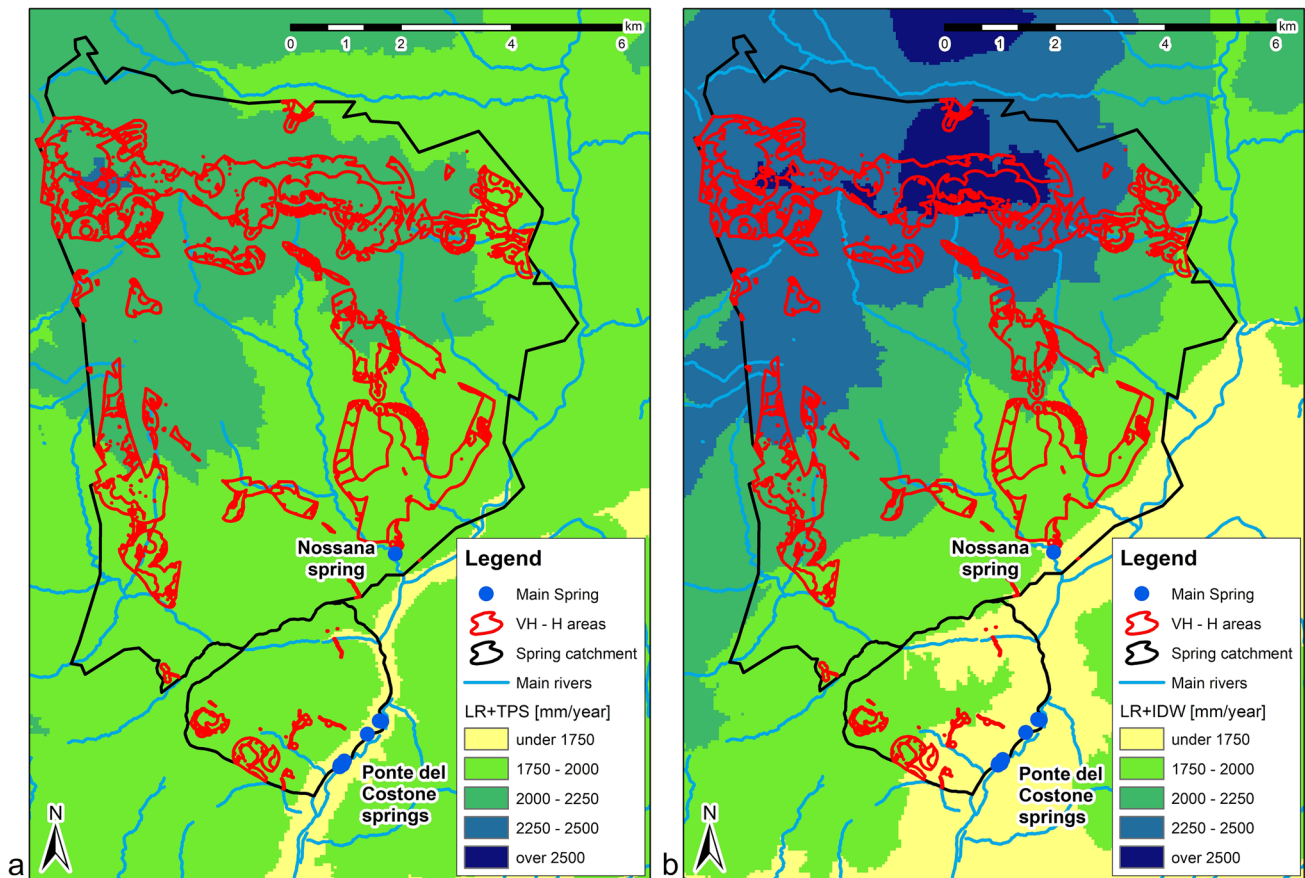 km
0 1 2 4 6
Nossana
spring
Ponte del
Costone
springs
N
Legend
Main Spring
VH - H areas
Spring catchment
Main rivers
LR+TPS [mm/year]
under 1750
1750 - 2000
2000 - 2250
2250 - 2500
over 2500
a
km
0 1 2 4 6
Nossana
spring
Ponte del
Costone
springs
N
Legend
Main Spring
VH - H areas
Spring catchment
Main rivers
LR+IDW [mm/year]
under 1750
1750 - 2000
2000 - 2250
2250 - 2500
over 2500
b